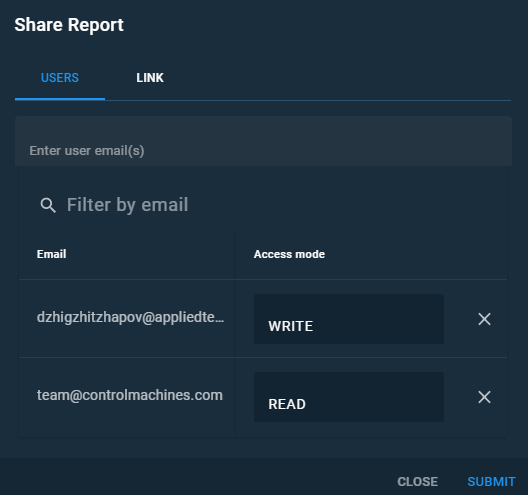 Share Report
USERS LINK
Enter user email(s)
Filter by email
Email Access mode
dzhigzhitzhapov@appliedte... WRITE
team@controlmachines.com READ
CLOSE SUBMIT